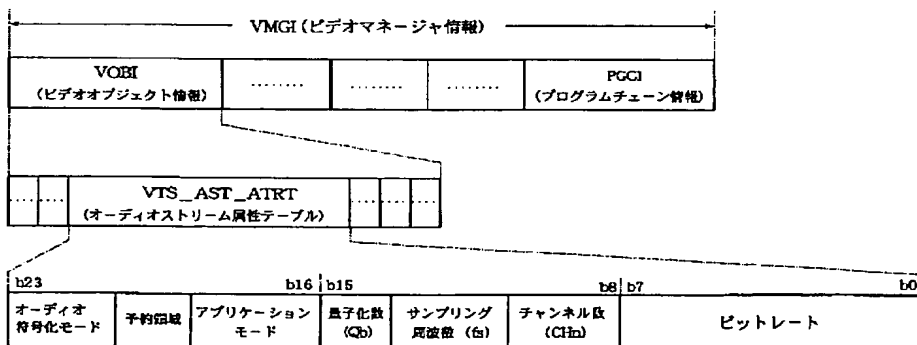 VMGI (ビデオマネージャ情報)
VOBI
(ビデオオブジェクト情報)
........
........
........
PGCI
(プログラムチェーン情報)
VTS_AST_ATRT
(オーディオストリーム属性テーブル)
b23
b16
b15
b8
b7
b0
オーディオ
符号化モード
予約領域
アプリケーション
モード
量子化数
(Qb)
サンプリング
周波数 (fs)
チャンネル数
(CHn)
ビットレート